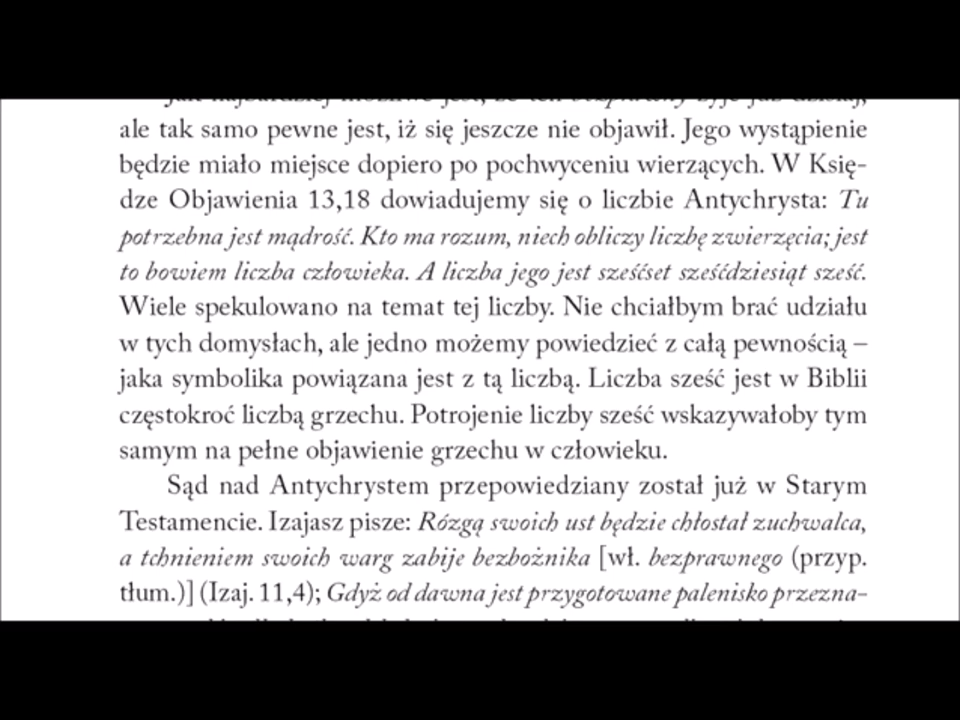 ale tak samo pewne jest, iż się jeszcze nie objawił. Jego wystąpienie
będzie miało miejsce dopiero po pochwyceniu wierzących. W Księ-
dze Objawienia 13,18 dowiadujemy się o liczbie Antychrysta: Tu
potrzebna jest mądrość. Kto ma rozum, niech obliczy liczbę zwierzęcia; jest
to bowiem liczba człowieka. A liczba jego jest sześćset sześćdziesiąt sześć.
Wiele spekulowano na temat tej liczby. Nie chciałbym brać udziału
w tych domysłach, ale jedno możemy powiedzieć z całą pewnością –
jaka symbolika powiązana jest z tą liczbą. Liczba sześć jest w Biblii
częstokroć liczbą grzechu. Potrojenie liczby sześć wskazywałoby tym
samym na pełne objawienie grzechu w człowieku.
Sąd nad Antychrystem przepowiedziany został już w Starym
Testamencie. Izajasz pisze: Rózgą swoich ust będzie chłostał zuchwalca,
a tchnieniem swoich warg zabije bezbożnika [wł. bezprawnego (przyp.
tłum.)] (Izaj. 11,4); Gdyż od dawna jest przygotowane palenisko przezna-